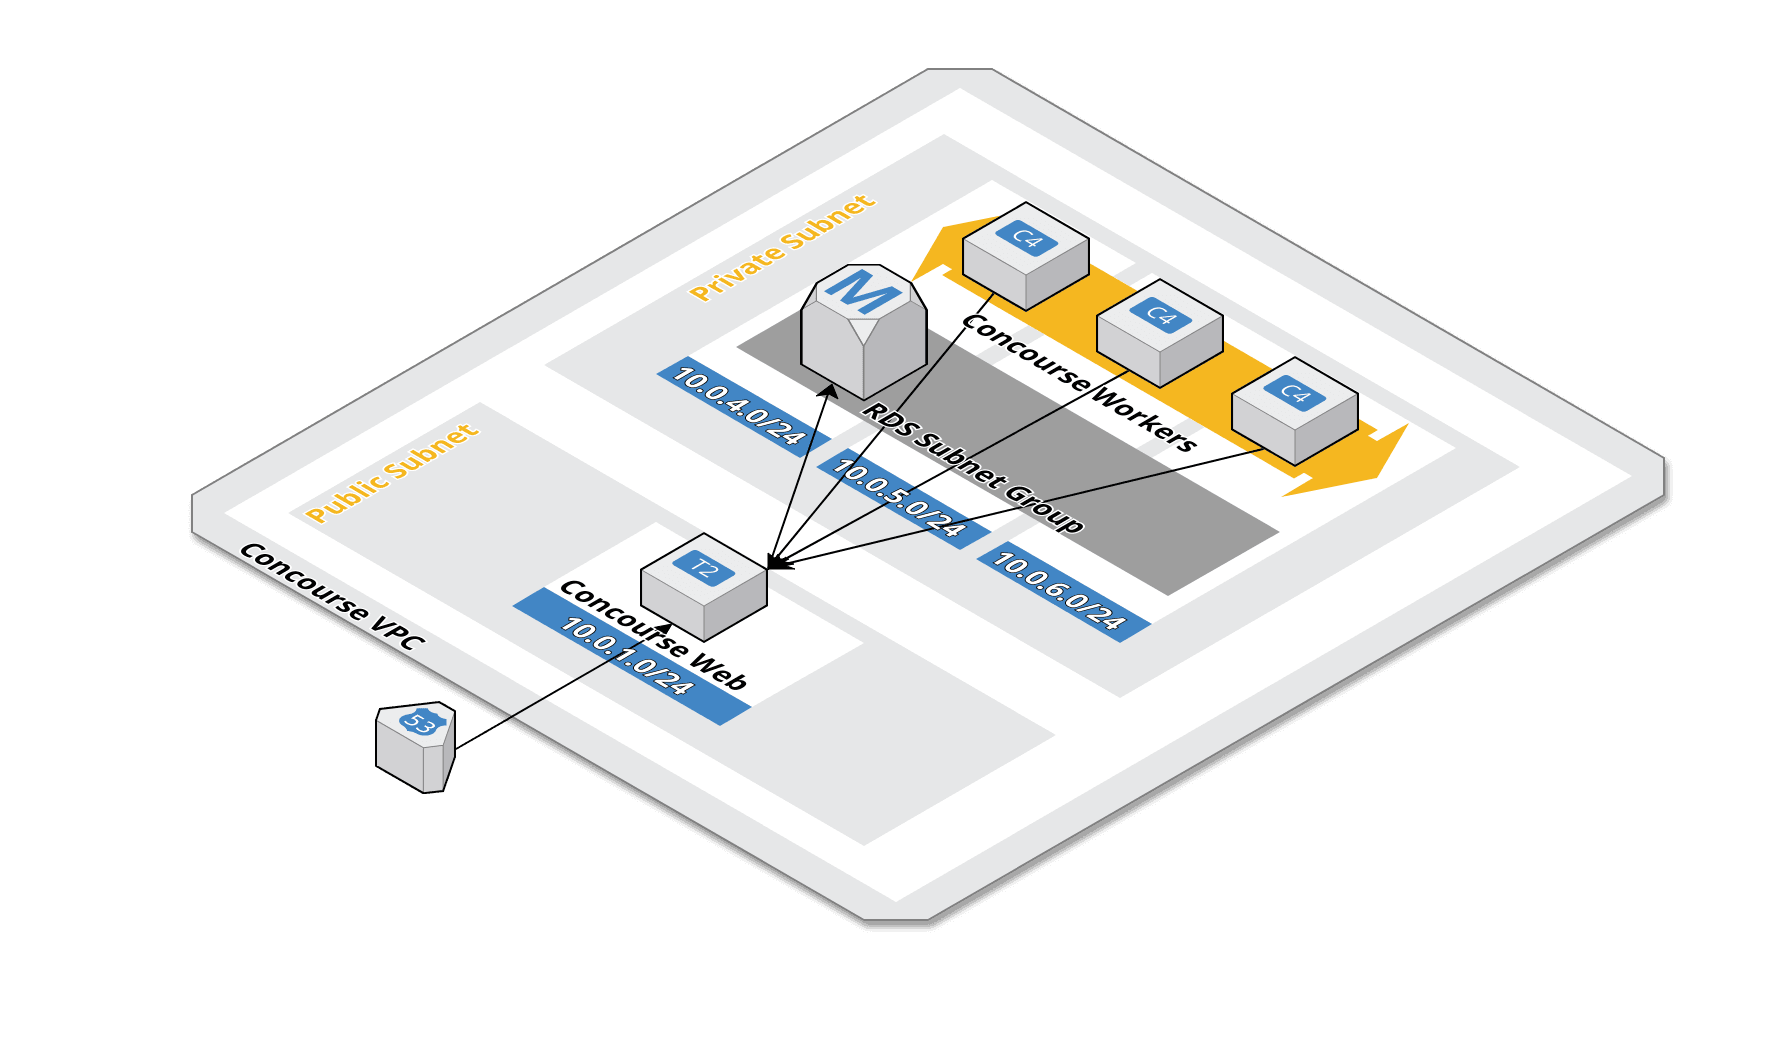 Private Subnet
C4
M
C4
Concourse Workers
C4
10.0.4.0/24
RDS Subnet Group
10.0.5.0/24
10.0.6.0/24
Public Subnet
T2
Concourse Web
10.0.1.0/24
Concourse VPC
53